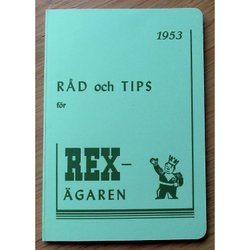 1953
RÅD och TIPS
för
REX-
ÄGAREN